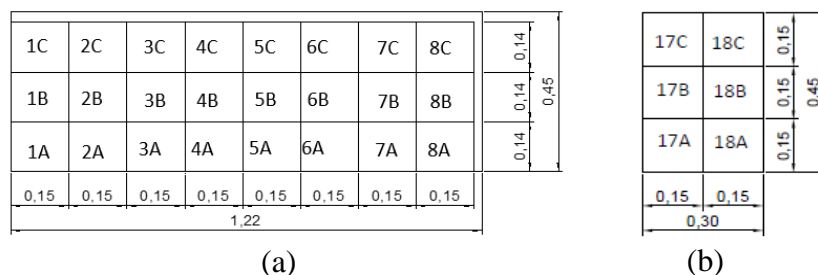 1C 2C 3C 4C 5C 6C 7C 8C
0,14
1B 2B 3B 4B 5B 6B 7B 8B
0,14
0,45
1A 2A 3A 4A 5A 6A 7A 8A
0,14
0,15 0,15 0,15 0,15 0,15 0,15 0,15 0,15
1,22
(a)
17C 18C
0,15
17B 18B
0,15
0,45
17A 18A
0,15
0,15 0,15
0,30
(b)